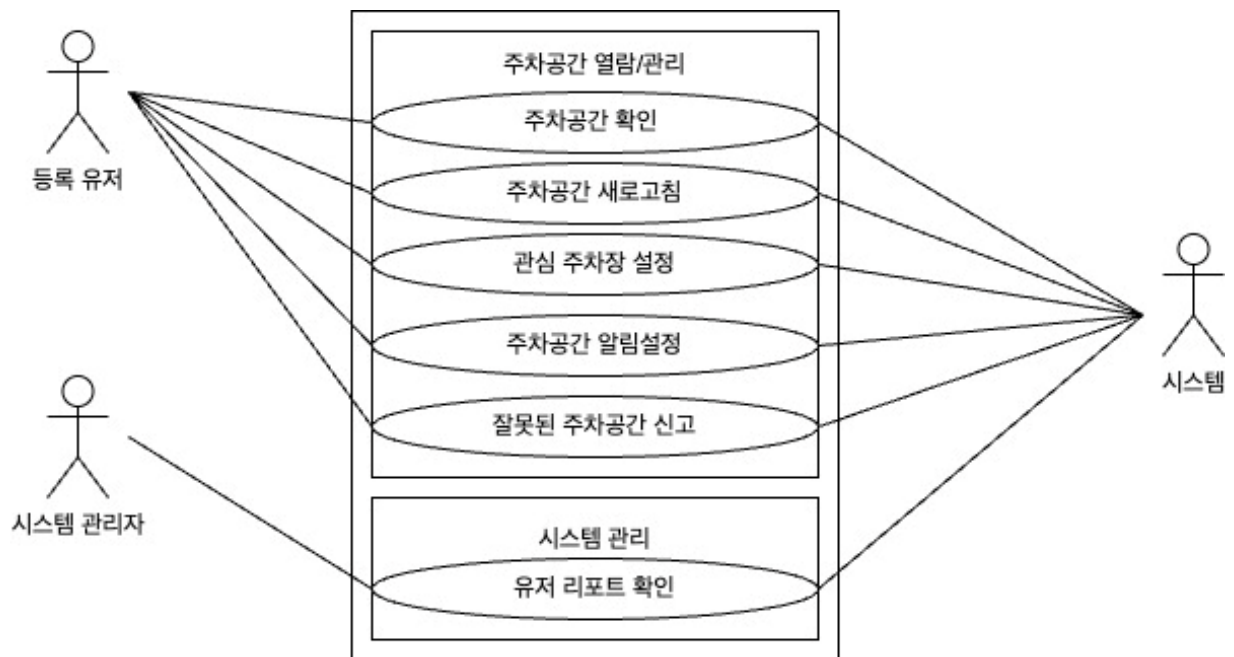 주차공간 열람/관리
주차공간 확인
등록 유저
주차공간 새로고침
관심 주차장 설정
주차공간 알림설정
시스템
잘못된 주차공간 신고
시스템 관리자
시스템 관리
유저 리포트 확인